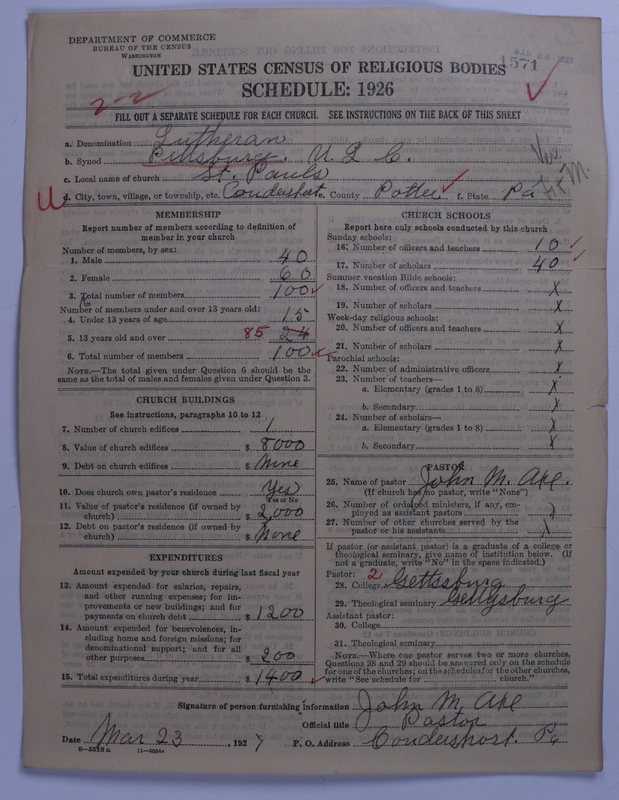 DEPARTMENT OF COMMERCE
BUREAU OF THE CENSUS
WASHINGTON
1571
UNITED STATES CENSUS OF RELIGIOUS BODIES
SCHEDULE: 1926
2-2
FILL OUT A SEPARATE SCHEDULE FOR EACH CHURCH. SEE INSTRUCTIONS ON THE BACK OF THIS SHEET
a. Denomination Lutheran
b. Synod Pittsburg. U. L. C.
c. Local name of church St. Pauls
d. City, town, village, or township, etc. Coudersport e. County Potter f. State Pa
MEMBERSHIP
Report number of members according to definition of
member in your church
Number of members, by sex:
1. Male 40
2. Female 60
3. Total number of members 100
Number of members under and over 13 years old:
4. Under 13 years of age 15
5. 13 years old and over 85 24
6. Total number of members 100
NOTE.—The total given under Question 6 should be the
same as the total of males and females given under Question 3.
CHURCH BUILDINGS
See instructions, paragraphs 10 to 12
7. Number of church edifices 1
8. Value of church edifices $ 8000
9. Debt on church edifices $ None
10. Does church own pastor's residence Yes
Yes or No
11. Value of pastor's residence (if owned by
church) $ 2,000
12. Debt on pastor's residence (if owned by
church) $ None
EXPENDITURES
Amount expended by your church during last fiscal year
13. Amount expended for salaries, repairs,
and other running expenses; for im-
provements or new buildings; and for
payments on church debt $ 1200
14. Amount expended for benevolences, in-
cluding home and foreign missions; for
denominational support; and for all
other purposes $ 200
15. Total expenditures during year $ 1400
CHURCH SCHOOLS
Report here only schools conducted by this church
Sunday schools:
16. Number of officers and teachers 10
17. Number of scholars 40
Summer vacation Bible schools:
18. Number of officers and teachers x
19. Number of scholars x
Week-day religious schools:
20. Number of officers and teachers x
21. Number of scholars x
Parochial schools:
22. Number of administrative officers x
23. Number of teachers—
a. Elementary (grades 1 to 8) x
b. Secondary x
24. Number of scholars—
a. Elementary (grades 1 to 8) x
b. Secondary x
PASTOR
25. Name of pastor John M. Axe.
(If church has no pastor, write "None")
26. Number of ordained ministers, if any, em-
ployed as assistant pastors
27. Number of other churches served by the
pastor or his assistants
If pastor (or assistant pastor) is a graduate of a college or
theological seminary, give name of institution below. (If
not a graduate, write "No" in the space indicated.)
Pastor: 2
28. College Gettysburg
29. Theological seminary Gettysburg
Assistant pastor:
30. College
31. Theological seminary
NOTE.—Where one pastor serves two or more churches,
Questions 28 and 29 should be answered only on the schedule
for one of the churches; on the schedules for the other churches,
write "See schedule for church."
Signature of person furnishing information John M. Axe
Official title Pastor
Date Mar 23, 1927 P. O. Address Coudersport. Pa
8—5518 a 11—9084